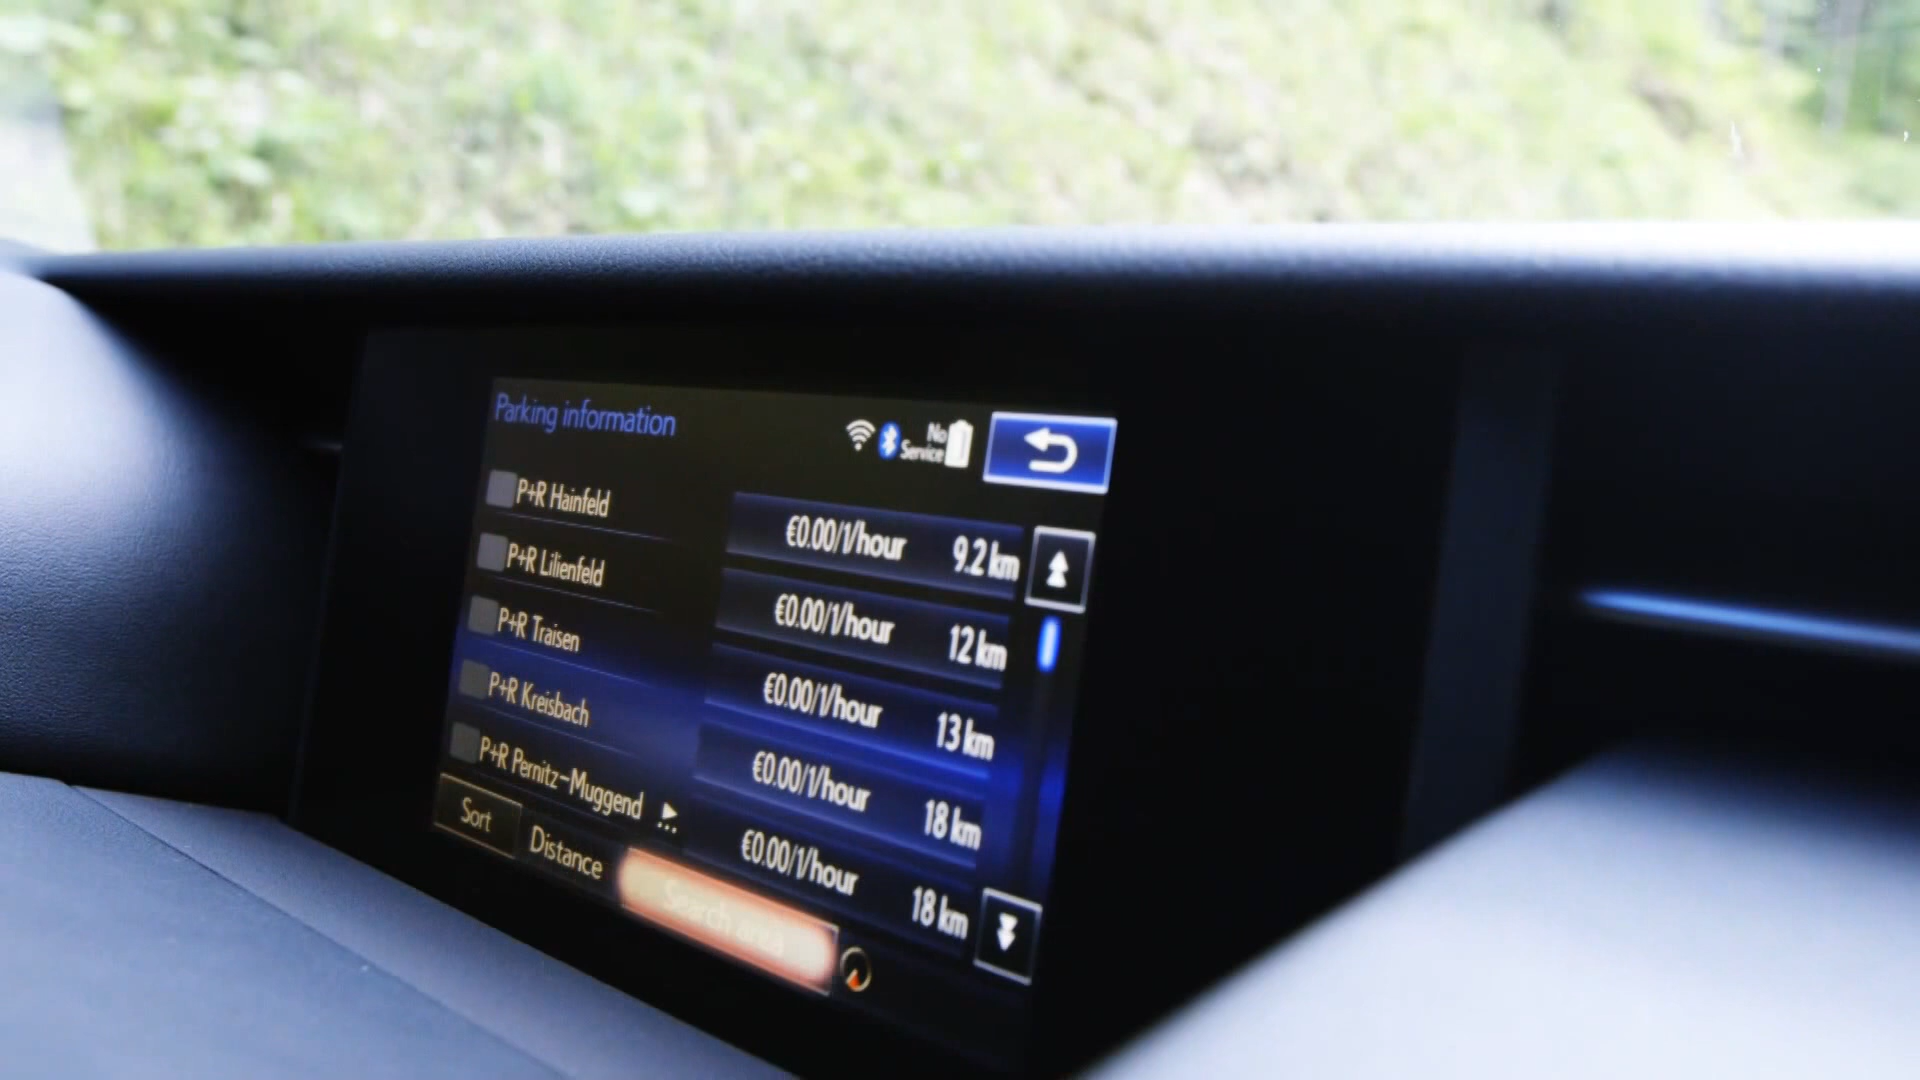 Parking information
No
Service
P+R Hainfeld
€0.00/1/hour 9.2 km
P+R Lilienfeld
€0.00/1/hour 12 km
P+R Traisen
€0.00/1/hour 13 km
P+R Kreisbach
€0.00/1/hour 18 km
P+R Pernitz-Muggend
€0.00/1/hour 18 km
Sort
Distance
Search area